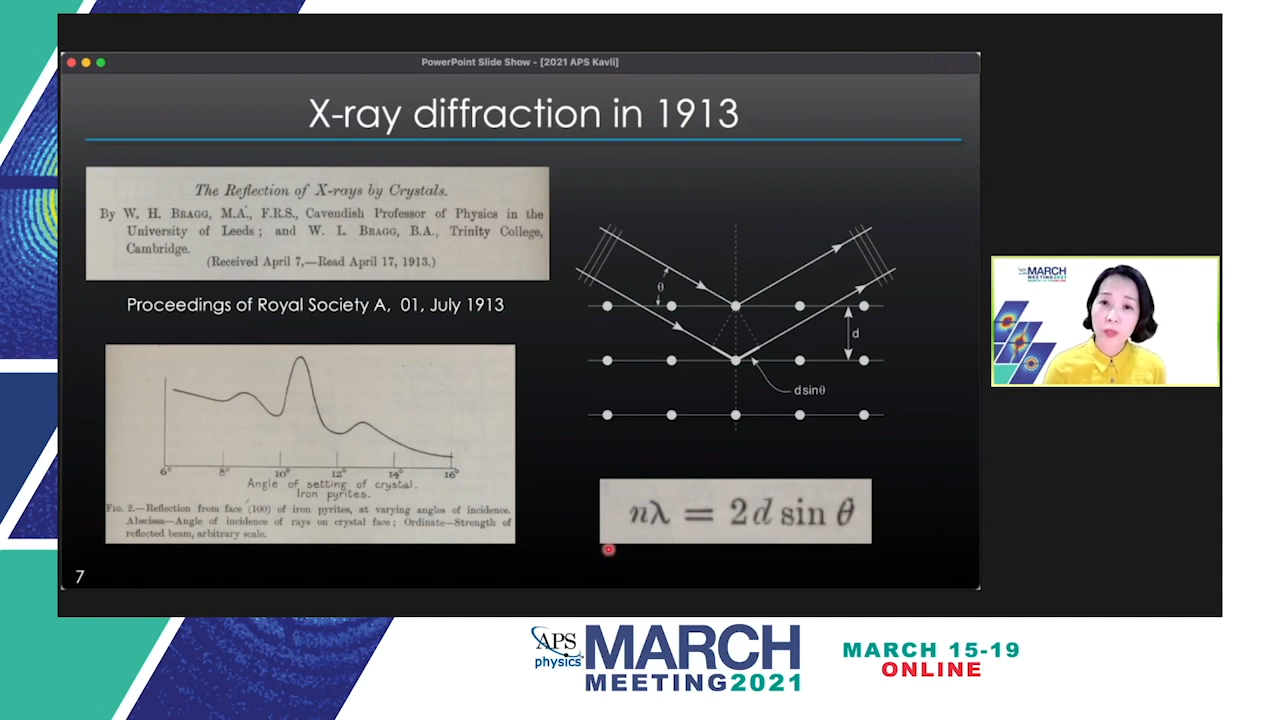 PowerPoint Slide Show - [2021 APS Kavli]
X-ray diffraction in 1913
The Reflection of X-rays by Crystals.
By W. H. BRAGG, M.A., F.R.S., Cavendish Professor of Physics in the
University of Leeds; and W. L. BRAGG, B.A., Trinity College,
Cambridge.
(Received April 7,—Read April 17, 1913.)
Proceedings of Royal Society A, 01, July 1913
6° 8° 10° 12° 14° 16°
Angle of setting of crystal.
Iron pyrites.
FIG. 2.—Reflection from face (100) of iron pyrites, at varying angles of incidence.
Abscissa—Angle of incidence of rays on crystal face; Ordinate—Strength of
reflected beam, arbitrary scale.
θ
d
dsinθ
nλ = 2d sin θ
7
MARCH
MEETING2021
APS
physics
MARCH
MEETING2021
MARCH 15-19
ONLINE